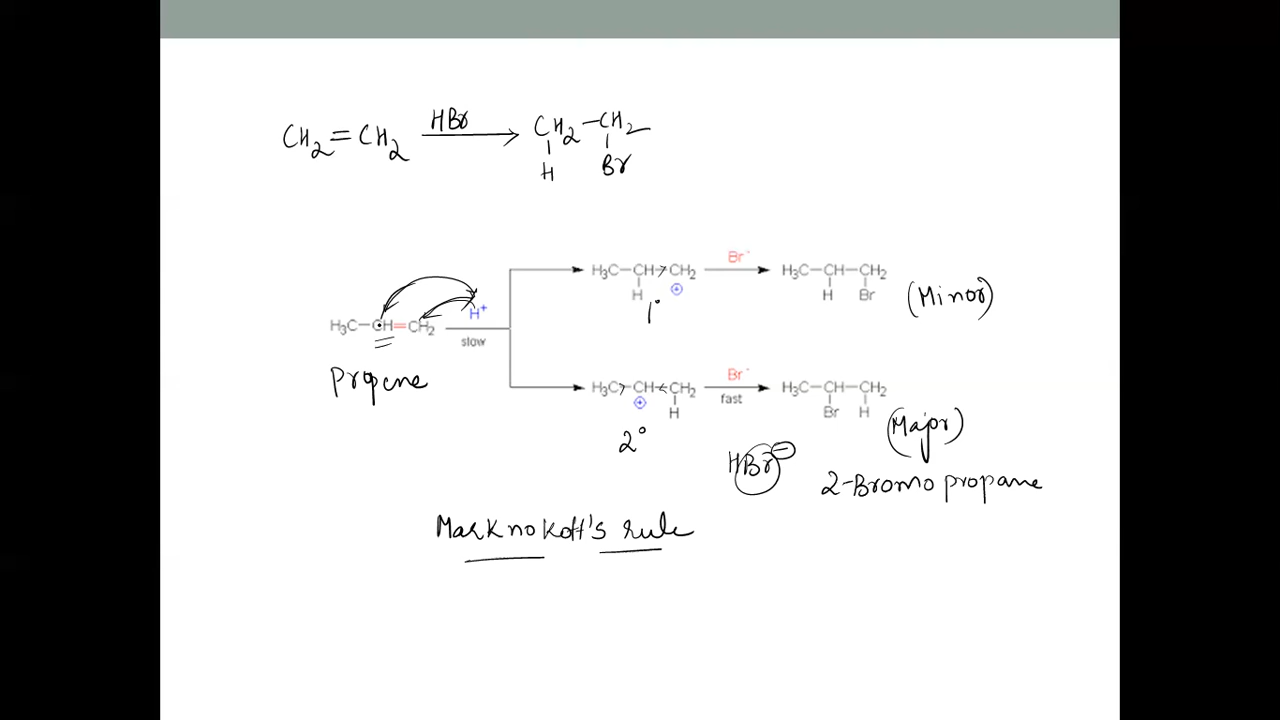 CH₂=CH₂ HBr → CH₂-CH₂
H Br
H₃C-CH=CH₂ H⁺ slow
Propene
H₃C-CH-CH₂ Br⁻ H₃C-CH-CH₂ (Minor)
H ⊕ H Br
1°
H₃C-CH-CH₂ Br⁻ fast H₃C-CH-CH₂ (Major)
⊕ H Br H
2°
HBr⁻
2-Bromo propane
Marknokoff's rule